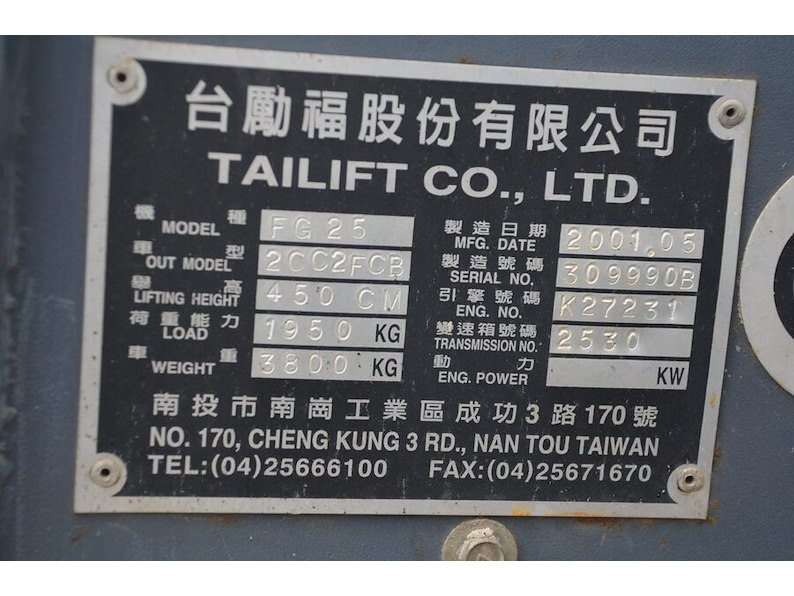 台勵福股份有限公司
TAILIFT CO., LTD.
機種 MODEL FG25
車型 OUT MODEL 2CC2FCB
舉高 LIFTING HEIGHT 450 CM
荷重能力 LOAD 1950 KG
車重 WEIGHT 3800 KG
製造日期 MFG. DATE 2001.05
製造號碼 SERIAL NO. 309990B
引擎號碼 ENG. NO. K27231
變速箱號碼 TRANSMISSION NO. 2530
動力 ENG. POWER KW
南投市南崗工業區成功3路170號
NO. 170, CHENG KUNG 3 RD., NAN TOU TAIWAN
TEL:(04)25666100 FAX:(04)25671670